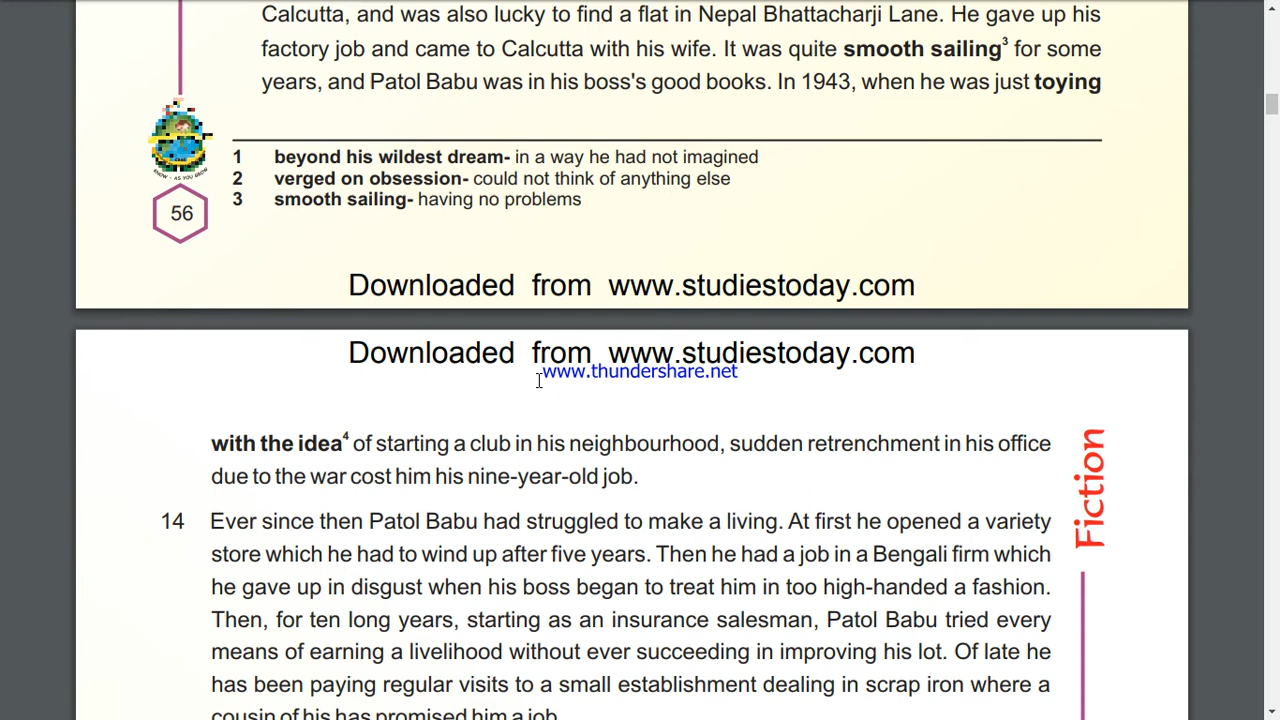 Calcutta, and was also lucky to find a flat in Nepal Bhattacharji Lane. He gave up his
factory job and came to Calcutta with his wife. It was quite smooth sailing3 for some
years, and Patol Babu was in his boss's good books. In 1943, when he was just toying
1 beyond his wildest dream- in a way he had not imagined
2 verged on obsession- could not think of anything else
3 smooth sailing- having no problems
56
Downloaded from www.studiestoday.com
Downloaded from www.studiestoday.com
www.thundershare.net
with the idea4 of starting a club in his neighbourhood, sudden retrenchment in his office
due to the war cost him his nine-year-old job.
Fiction
14 Ever since then Patol Babu had struggled to make a living. At first he opened a variety
store which he had to wind up after five years. Then he had a job in a Bengali firm which
he gave up in disgust when his boss began to treat him in too high-handed a fashion.
Then, for ten long years, starting as an insurance salesman, Patol Babu tried every
means of earning a livelihood without ever succeeding in improving his lot. Of late he
has been paying regular visits to a small establishment dealing in scrap iron where a
cousin of his has promised him a job.